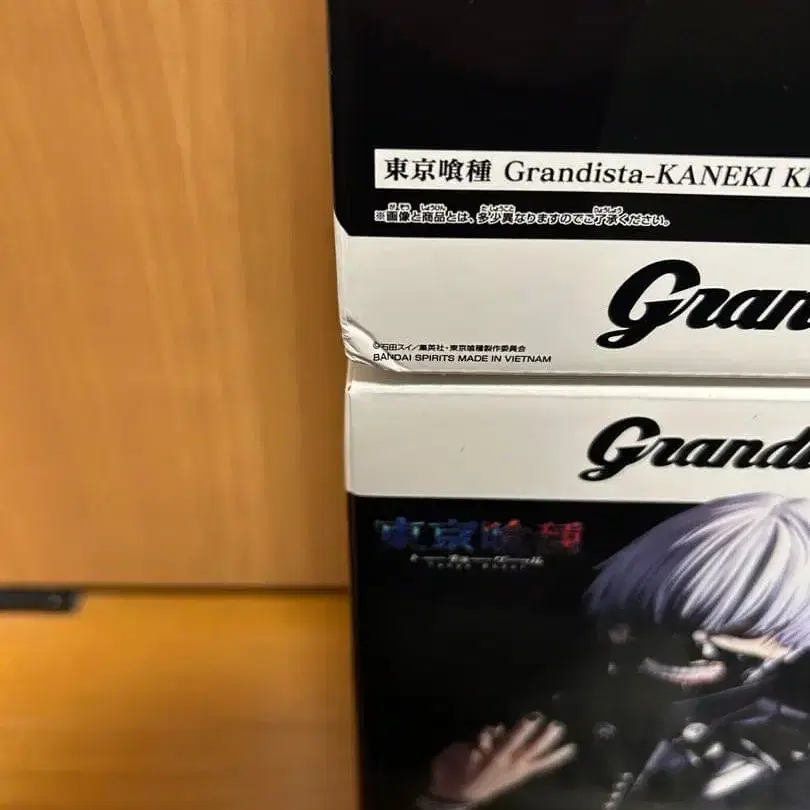 東京喰種 Grandista-KANEKI K
※画像と商品とは、多少異なりますのでご了承ください。
Gran
©石田スイ/集英社・東京喰種製作委員会
BANDAI SPIRITS MADE IN VIETNAM
Grandi
東京喰種